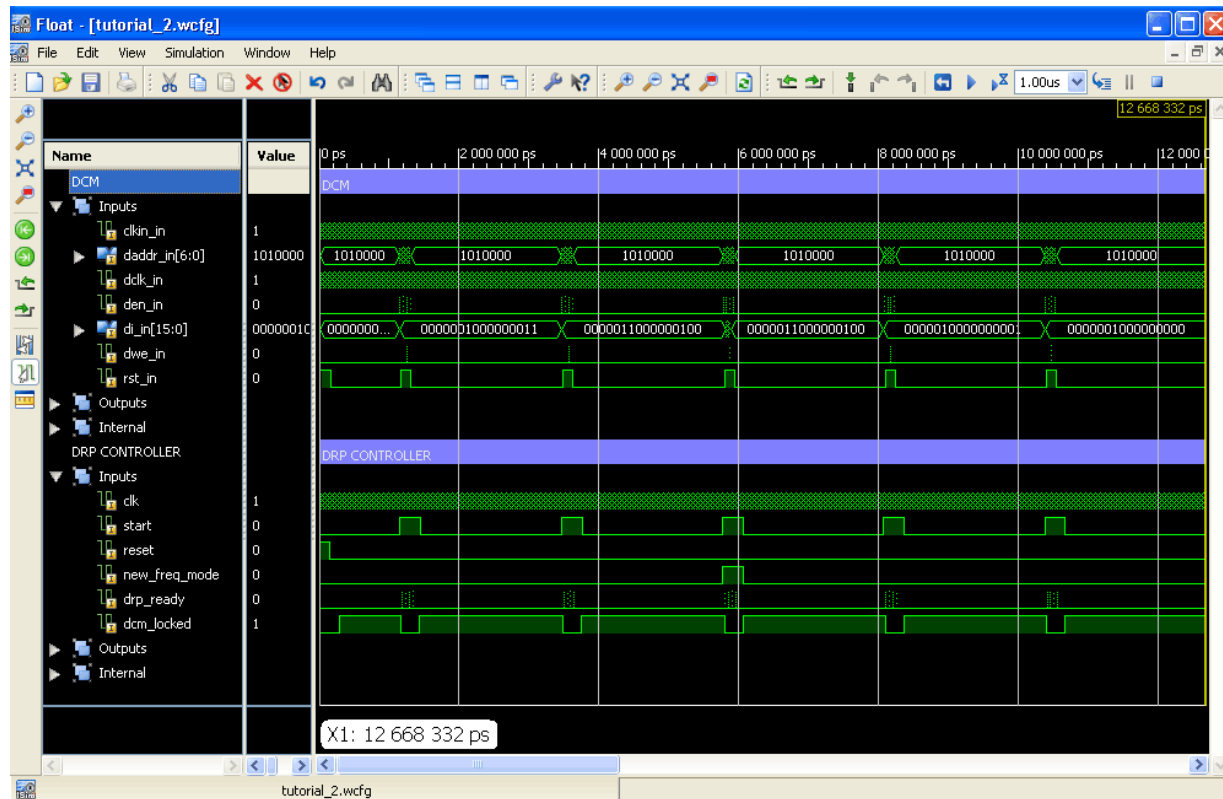 Float - [tutorial_2.wcfg]
File Edit View Simulation Window Help
1.00us
12 668 332 ps
Name Value 0 ps 2 000 000 ps 4 000 000 ps 6 000 000 ps 8 000 000 ps 10 000 000 ps 12 000
DCM DCM
Inputs
clkin_in 1
daddr_in[6:0] 1010000 1010000 1010000 1010000 1010000 1010000 1010000
dclk_in 1
den_in 0
di_in[15:0] 0000001C 0000000... 0000001000000011 0000011000000100 0000011000000100 0000010000000001 0000001000000000
dwe_in 0
rst_in 0
Outputs
Internal
DRP CONTROLLER DRP CONTROLLER
Inputs
clk 1
start 0
reset 0
new_freq_mode 0
drp_ready 0
dcm_locked 1
Outputs
Internal
X1: 12 668 332 ps
tutorial_2.wcfg